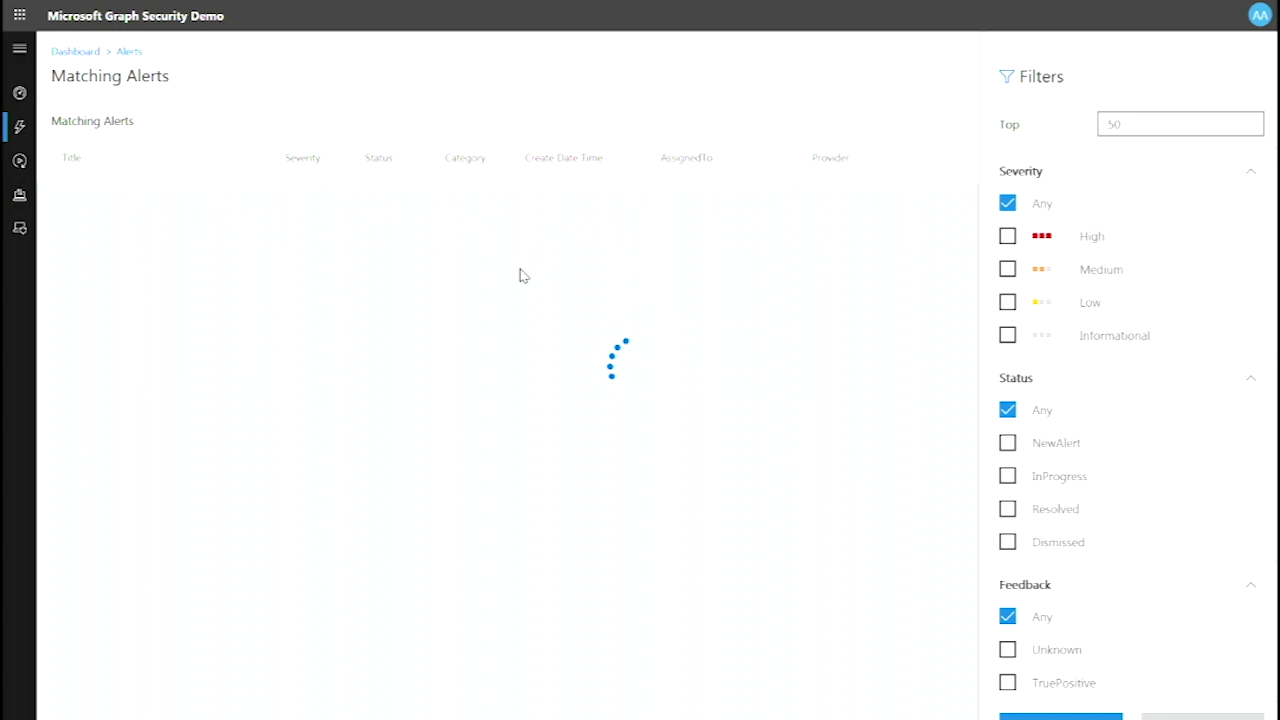 Microsoft Graph Security Demo
AA
Dashboard > Alerts
Matching Alerts
Matching Alerts
Title Severity Status Category Create Date Time AssignedTo Provider
Filters
Top 50
Severity
Any
High
Medium
Low
Informational
Status
Any
NewAlert
InProgress
Resolved
Dismissed
Feedback
Any
Unknown
TruePositive